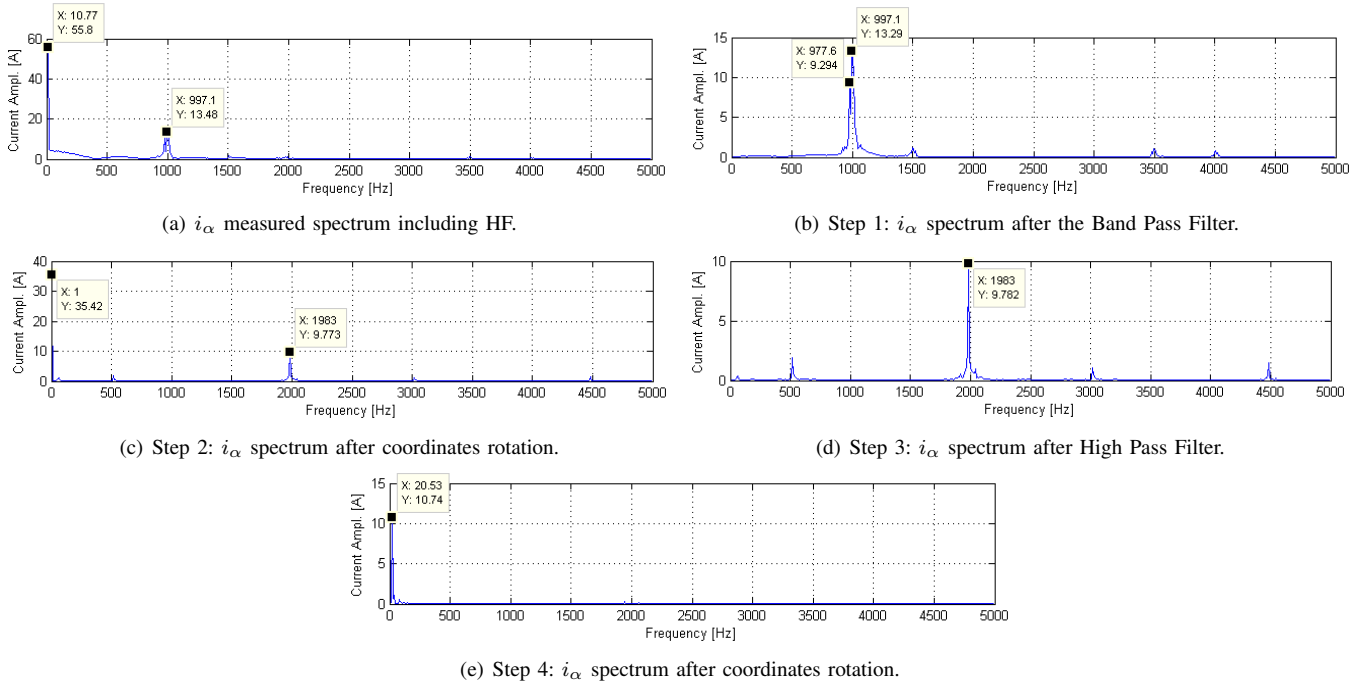 X: 10.77
Y: 55.8
X: 997.1
Y: 13.48
60
40
20
0
Current Ampl. [A]
0 500 1000 1500 2000 2500 3000 3500 4000 4500 5000
Frequency [Hz]
(a) iα measured spectrum including HF.
X: 997.1
Y: 13.29
X: 977.6
Y: 9.294
15
10
5
0
Current Ampl. [A]
0 500 1000 1500 2000 2500 3000 3500 4000 4500 5000
Frequency [Hz]
(b) Step 1: iα spectrum after the Band Pass Filter.
X: 1
Y: 35.42
X: 1983
Y: 9.773
40
30
20
10
0
Current Ampl. [A]
0 500 1000 1500 2000 2500 3000 3500 4000 4500 5000
Frequency [Hz]
(c) Step 2: iα spectrum after coordinates rotation.
X: 1983
Y: 9.782
10
5
0
Current Ampl. [A]
0 500 1000 1500 2000 2500 3000 3500 4000 4500 5000
Frequency [Hz]
(d) Step 3: iα spectrum after High Pass Filter.
X: 20.53
Y: 10.74
15
10
5
0
Current Ampl. [A]
0 500 1000 1500 2000 2500 3000 3500 4000 4500 5000
Frequency [Hz]
(e) Step 4: iα spectrum after coordinates rotation.